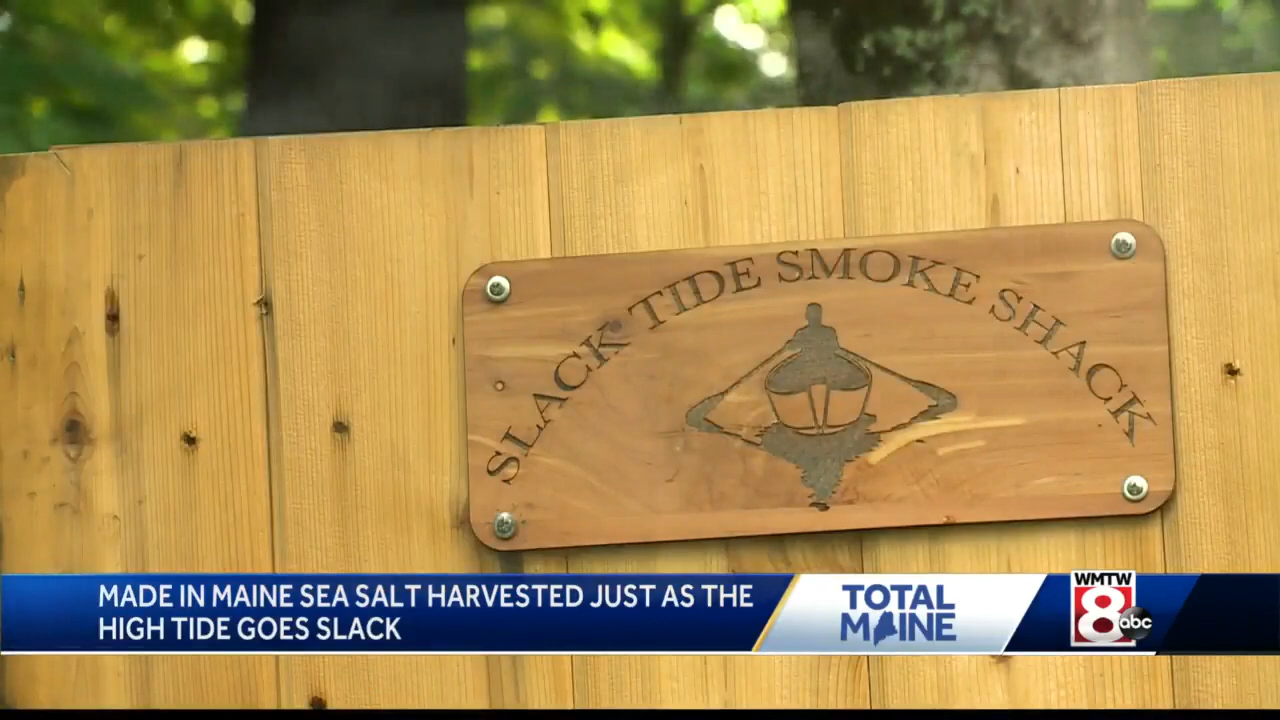 SLACK TIDE SMOKE SHACK
MADE IN MAINE SEA SALT HARVESTED JUST AS THE
HIGH TIDE GOES SLACK
TOTAL
MAINE
WMTW
8
abc